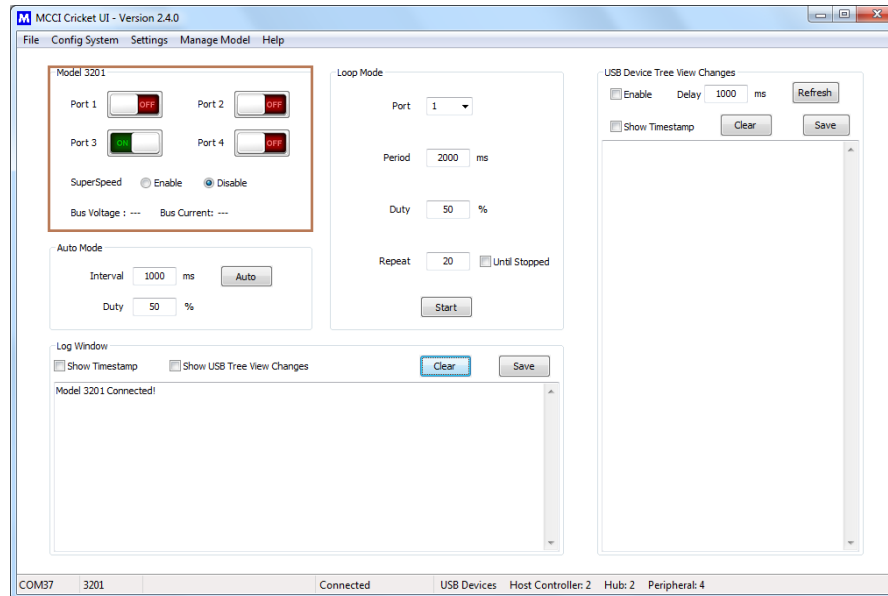 MCCI Cricket UI - Version 2.4.0
File Config System Settings Manage Model Help
Model 3201
Port 1 OFF Port 2 OFF
Port 3 ON Port 4 OFF
SuperSpeed Enable Disable
Bus Voltage : --- Bus Current: ---
Auto Mode
Interval 1000 ms Auto
Duty 50 %
Loop Mode
Port 1
Period 2000 ms
Duty 50 %
Repeat 20 Until Stopped
Start
USB Device Tree View Changes
Enable Delay 1000 ms Refresh
Show Timestamp Clear Save
Log Window
Show Timestamp Show USB Tree View Changes Clear Save
Model 3201 Connected!
COM37 3201 Connected USB Devices Host Controller: 2 Hub: 2 Peripheral: 4